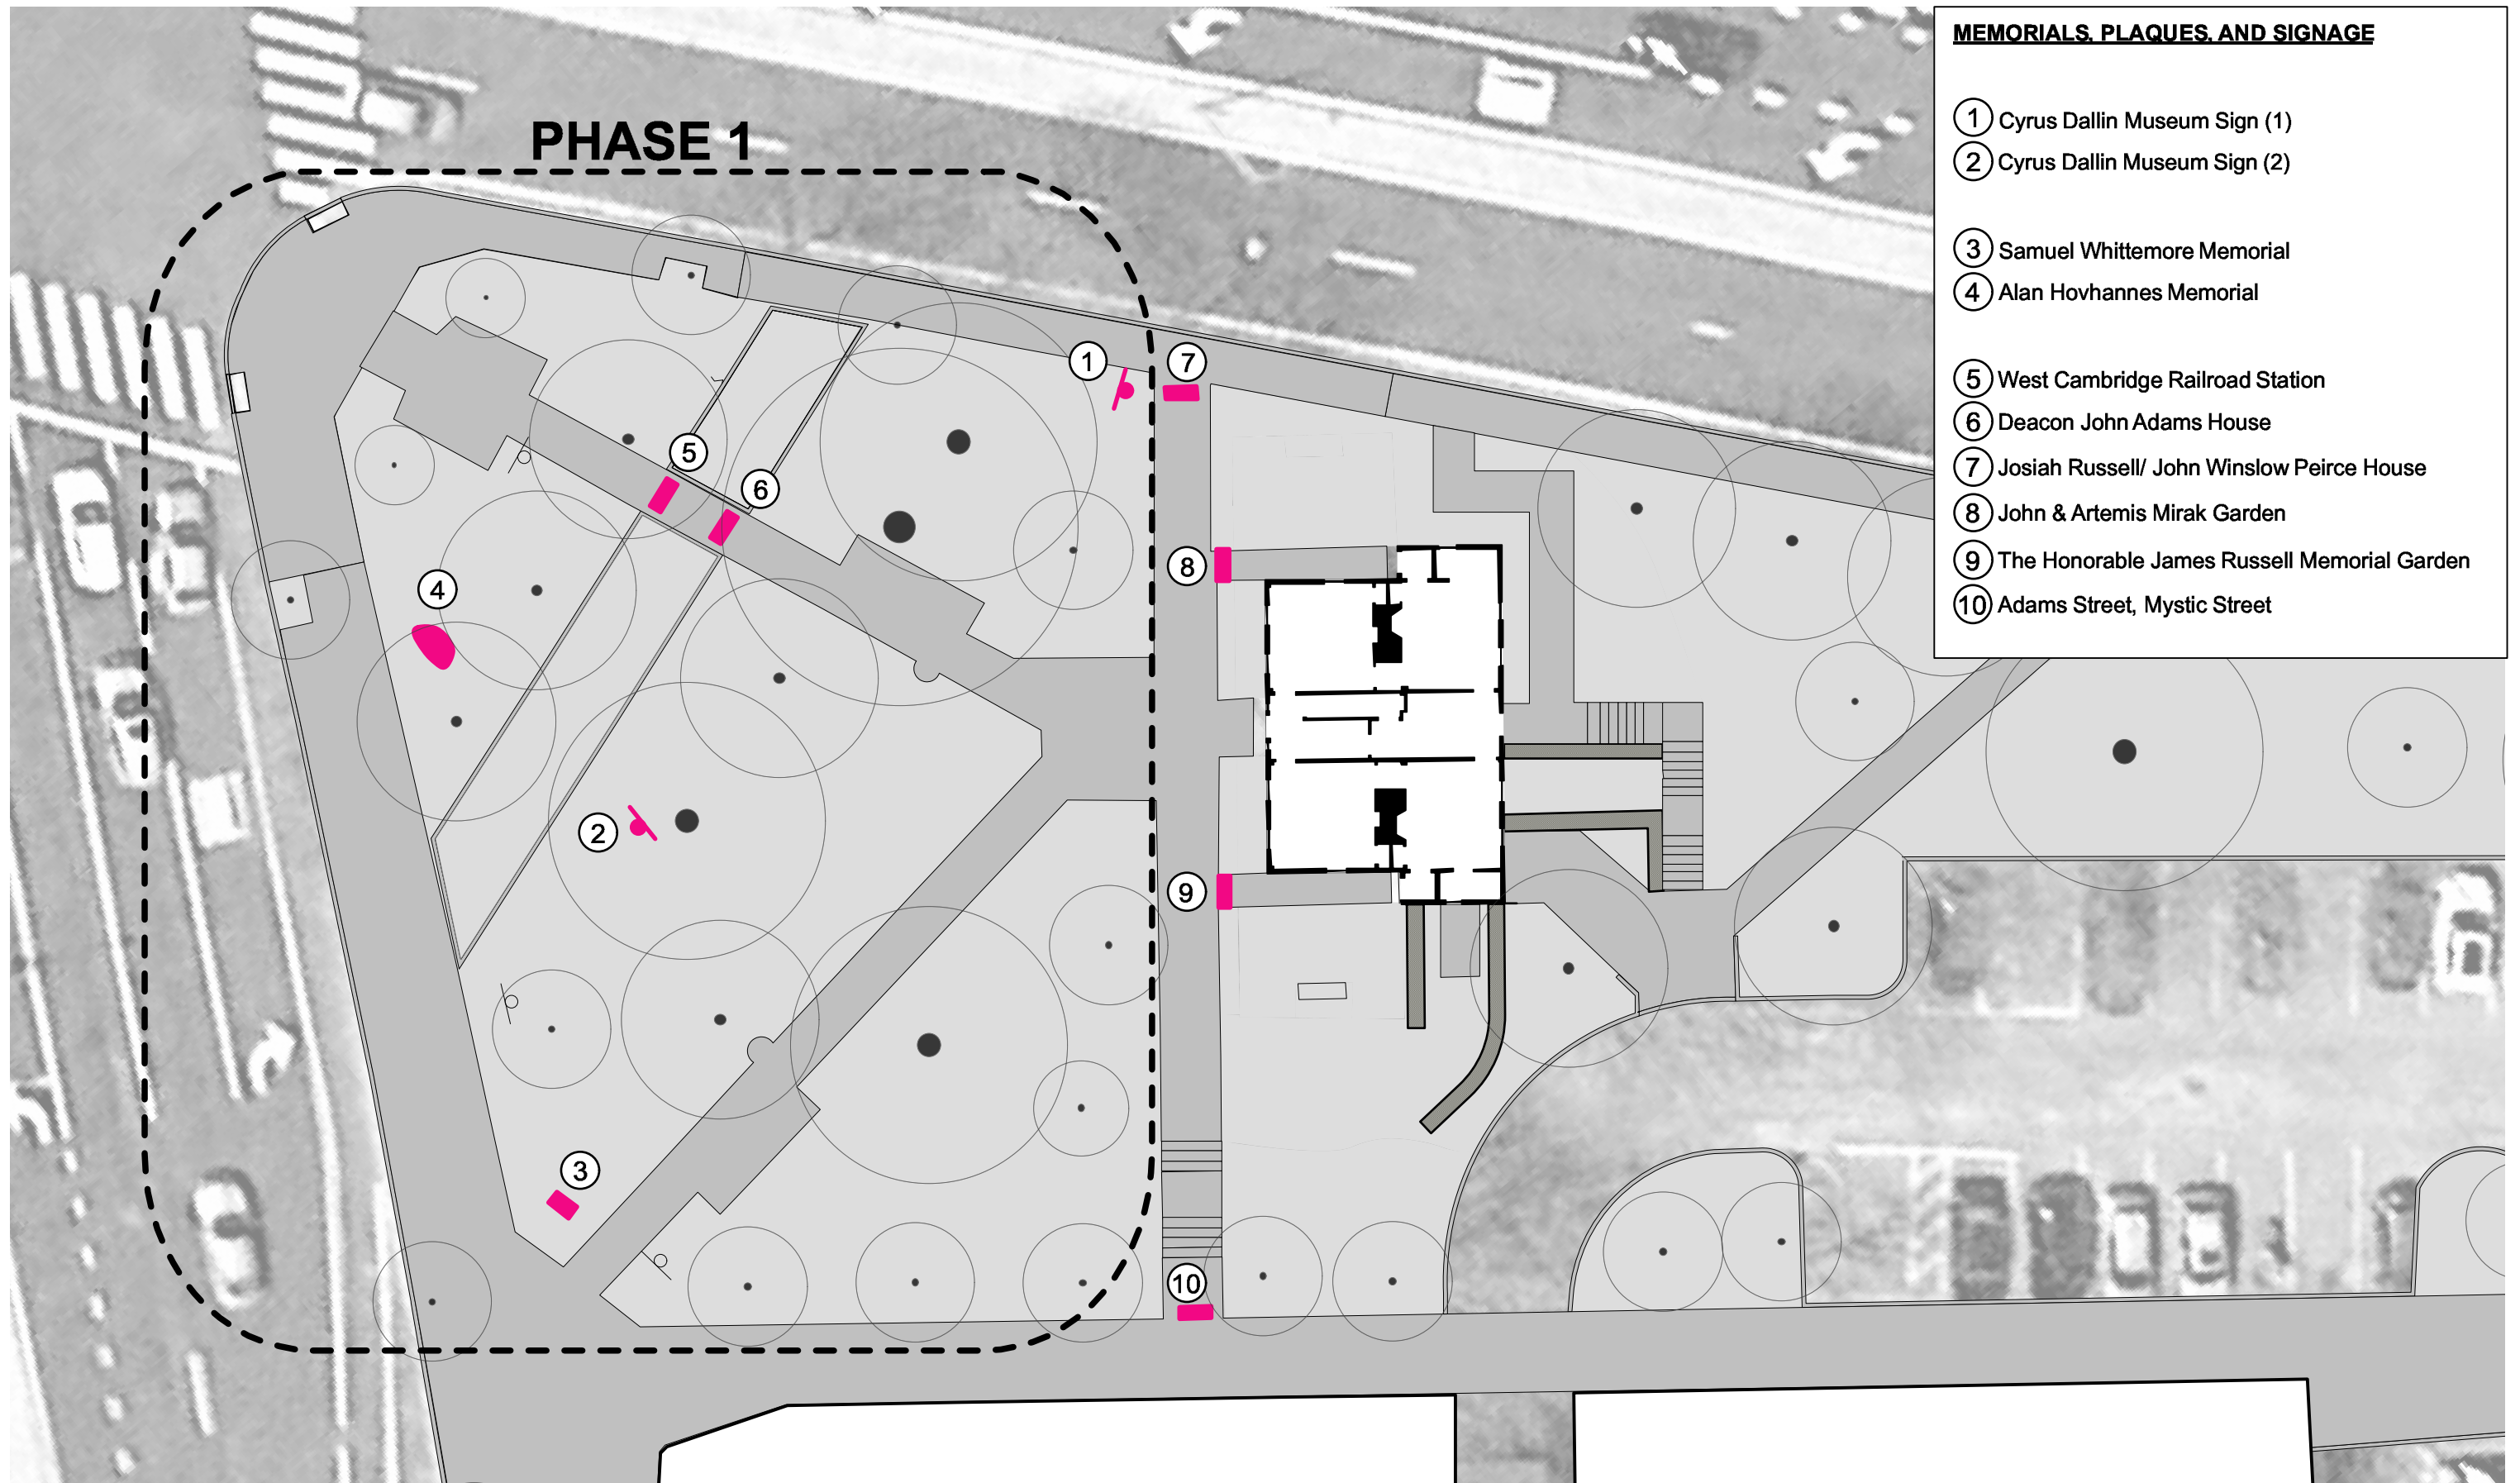 PHASE 1
MEMORIALS, PLAQUES, AND SIGNAGE
1 Cyrus Dallin Museum Sign (1)
2 Cyrus Dallin Museum Sign (2)
3 Samuel Whittemore Memorial
4 Alan Hovhannes Memorial
5 West Cambridge Railroad Station
6 Deacon John Adams House
7 Josiah Russell/ John Winslow Peirce House
8 John & Artemis Mirak Garden
9 The Honorable James Russell Memorial Garden
10 Adams Street, Mystic Street
1
7
5
6
8
4
2
9
3
10